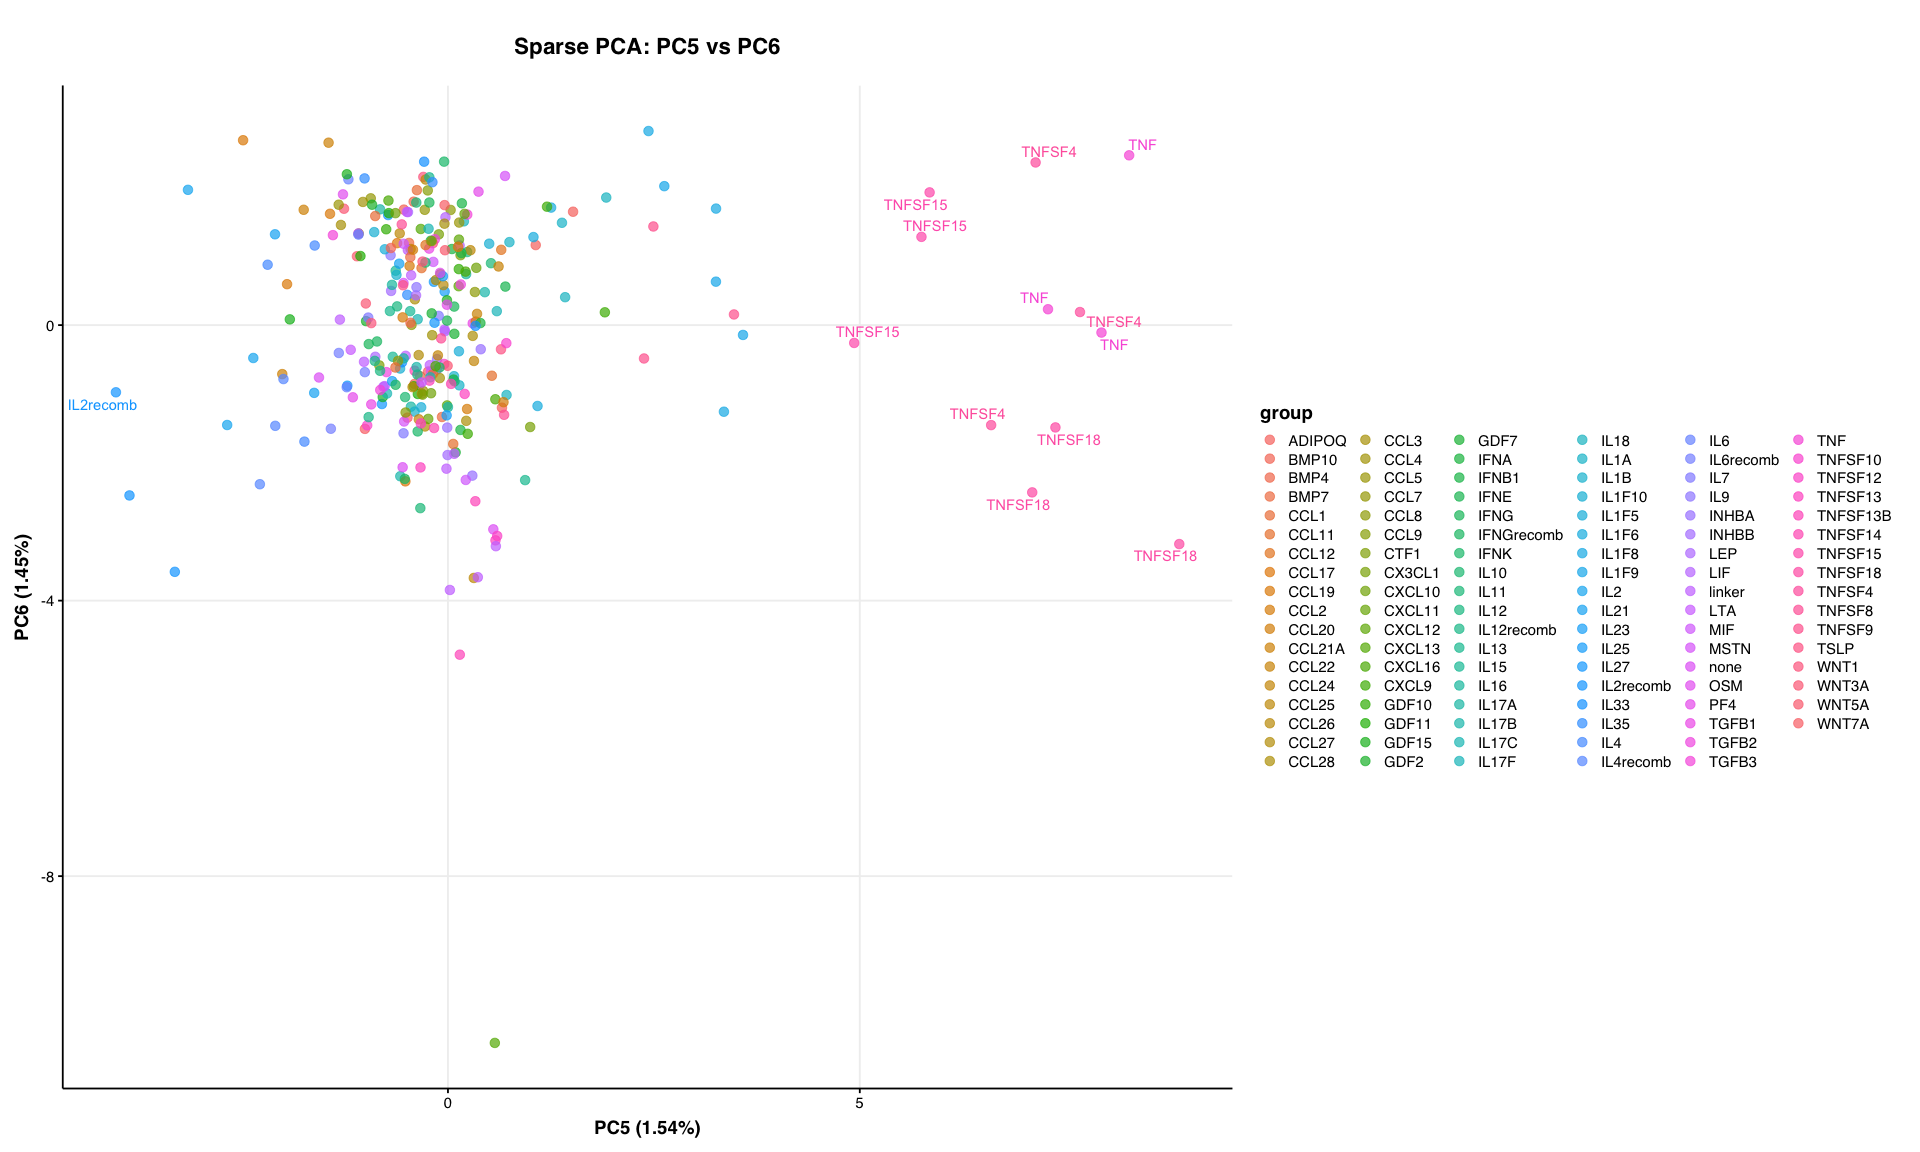 Sparse PCA: PC5 vs PC6
TNF
TNFSF4
TNFSF15
TNFSF15
TNF
TNFSF4
TNFSF15
TNF
IL2recomb
TNFSF4
TNFSF18
TNFSF18
TNFSF18
0
-4
-8
PC6 (1.45%)
0
5
PC5 (1.54%)
group
ADIPOQ
BMP10
BMP4
BMP7
CCL1
CCL11
CCL12
CCL17
CCL19
CCL2
CCL20
CCL21A
CCL22
CCL24
CCL25
CCL26
CCL27
CCL28
CCL3
CCL4
CCL5
CCL7
CCL8
CCL9
CTF1
CX3CL1
CXCL10
CXCL11
CXCL12
CXCL13
CXCL16
CXCL9
GDF10
GDF11
GDF15
GDF2
GDF7
IFNA
IFNB1
IFNE
IFNG
IFNGrecomb
IFNK
IL10
IL11
IL12
IL12recomb
IL13
IL15
IL16
IL17A
IL17B
IL17C
IL17F
IL18
IL1A
IL1B
IL1F10
IL1F5
IL1F6
IL1F8
IL1F9
IL2
IL21
IL23
IL25
IL27
IL2recomb
IL33
IL35
IL4
IL4recomb
IL6
IL6recomb
IL7
IL9
INHBA
INHBB
LEP
LIF
linker
LTA
MIF
MSTN
none
OSM
PF4
TGFB1
TGFB2
TGFB3
TNF
TNFSF10
TNFSF12
TNFSF13
TNFSF13B
TNFSF14
TNFSF15
TNFSF18
TNFSF4
TNFSF8
TNFSF9
TSLP
WNT1
WNT3A
WNT5A
WNT7A